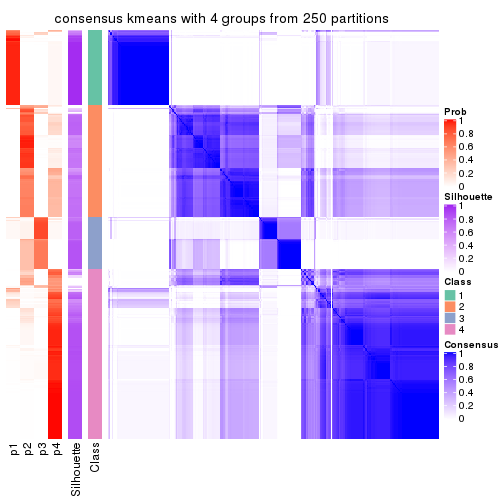 consensus kmeans with 4 groups from 250 partitions
Prob
1
0.8
0.6
0.4
0.2
0
Silhouette
1
0.8
0.6
0.4
0.2
0
Class
1
2
3
4
Consensus
1
0.8
0.6
0.4
0.2
0
p1
p2
p3
p4
Silhouette
Class